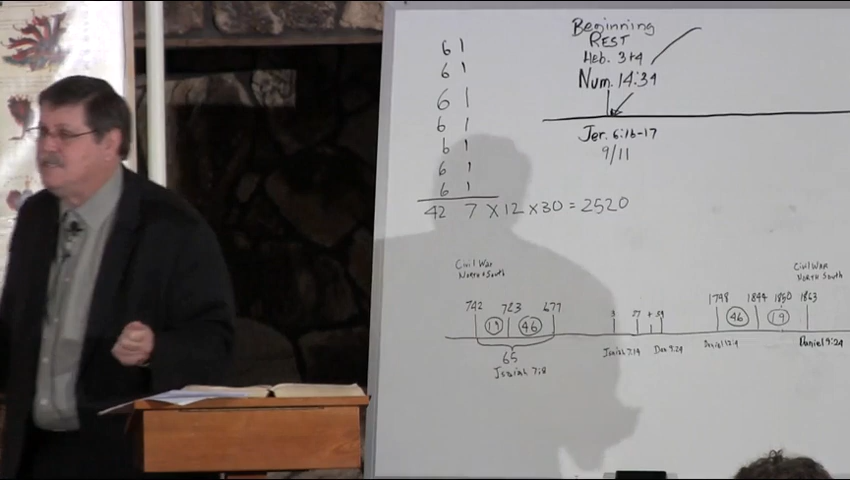 6 1
6 1
6 1
6 1
6 1
6 1
6 1
42 7 X 12 X 30 = 2520
Beginning
REST
Heb. 3+4
Num. 14:34
Jer. 6:16-17
9/11
Civil War
North + South
742 723 677
19 46
65
Isaiah 7:8
3 27 + 34
Isaiah 7:14 Dan 9:24
Civil War
North South
1798 1844 1850 1863
46 19
Daniel 12:4 Daniel 9:24